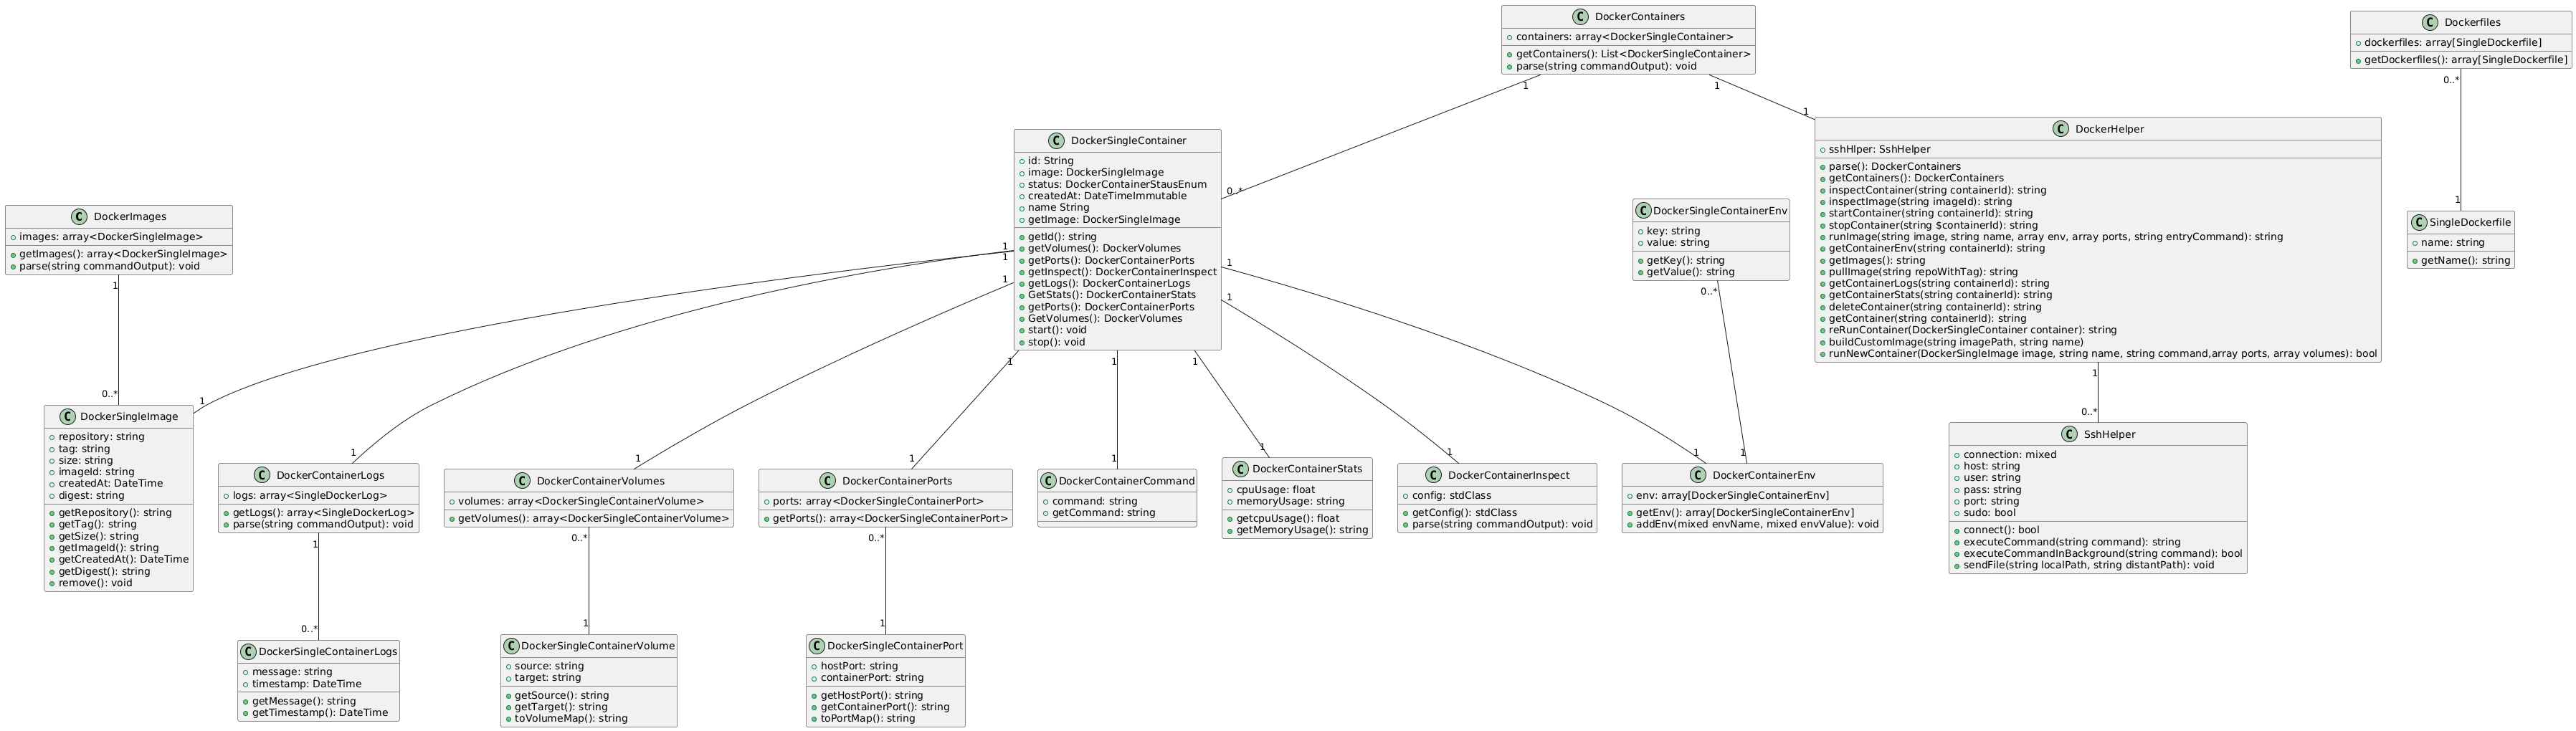 C DockerContainers
containers: array<DockerSingleContainer>
getContainers(): List<DockerSingleContainer>
parse(string commandOutput): void
C Dockerfiles
dockerfiles: array[SingleDockerfile]
getDockerfiles(): array[SingleDockerfile]
1
1
0..*
1
0..*
1
C DockerSingleContainer
id: String
image: DockerSingleImage
status: DockerContainerStausEnum
createdAt: DateTimeImmutable
name String
getImage: DockerSingleImage
getId(): string
getVolumes(): DockerVolumes
getPorts(): DockerContainerPorts
getInspect(): DockerContainerInspect
getLogs(): DockerContainerLogs
GetStats(): DockerContainerStats
getPorts(): DockerContainerPorts
GetVolumes(): DockerVolumes
start(): void
stop(): void
C DockerHelper
sshHlper: SshHelper
parse(): DockerContainers
getContainers(): DockerContainers
inspectContainer(string containerId): string
inspectImage(string imageId): string
startContainer(string containerId): string
stopContainer(string $containerId): string
runImage(string image, string name, array env, array ports, string entryCommand): string
getContainerEnv(string containerId): string
getImages(): string
pullImage(string repoWithTag): string
getContainerLogs(string containerId): string
getContainerStats(string containerId): string
deleteContainer(string containerId): string
getContainer(string containerId): string
reRunContainer(DockerSingleContainer container): string
buildCustomImage(string imagePath, string name)
runNewContainer(DockerSingleImage image, string name, string command,array ports, array volumes): bool
C DockerImages
images: array<DockerSingleImage>
getImages(): array<DockerSingleImage>
parse(string commandOutput): void
C DockerSingleContainerEnv
key: string
value: string
getKey(): string
getValue(): string
C SingleDockerfile
name: string
getName(): string
1
1
1
1
1
1
1
1
1
0..*
1
0..*
1
0..*
1
1
1
1
1
1
1
1
1
C DockerSingleImage
repository: string
tag: string
size: string
imageId: string
createdAt: DateTime
digest: string
getRepository(): string
getTag(): string
getSize(): string
getImageId(): string
getCreatedAt(): DateTime
getDigest(): string
remove(): void
C DockerContainerLogs
logs: array<SingleDockerLog>
getLogs(): array<SingleDockerLog>
parse(string commandOutput): void
C DockerContainerVolumes
volumes: array<DockerSingleContainerVolume>
getVolumes(): array<DockerSingleContainerVolume>
C DockerContainerPorts
ports: array<DockerSingleContainerPort>
getPorts(): array<DockerSingleContainerPort>
C DockerContainerCommand
command: string
getCommand: string
C DockerContainerStats
cpuUsage: float
memoryUsage: string
getcpuUsage(): float
getMemoryUsage(): string
C DockerContainerInspect
config: stdClass
getConfig(): stdClass
parse(string commandOutput): void
C DockerContainerEnv
env: array[DockerSingleContainerEnv]
getEnv(): array[DockerSingleContainerEnv]
addEnv(mixed envName, mixed envValue): void
C SshHelper
connection: mixed
host: string
user: string
pass: string
port: string
sudo: bool
connect(): bool
executeCommand(string command): string
executeCommandInBackground(string command): bool
sendFile(string localPath, string distantPath): void
1
0..*
0..*
1
0..*
1
C DockerSingleContainerLogs
message: string
timestamp: DateTime
getMessage(): string
getTimestamp(): DateTime
C DockerSingleContainerVolume
source: string
target: string
getSource(): string
getTarget(): string
toVolumeMap(): string
C DockerSingleContainerPort
hostPort: string
containerPort: string
getHostPort(): string
getContainerPort(): string
toPortMap(): string